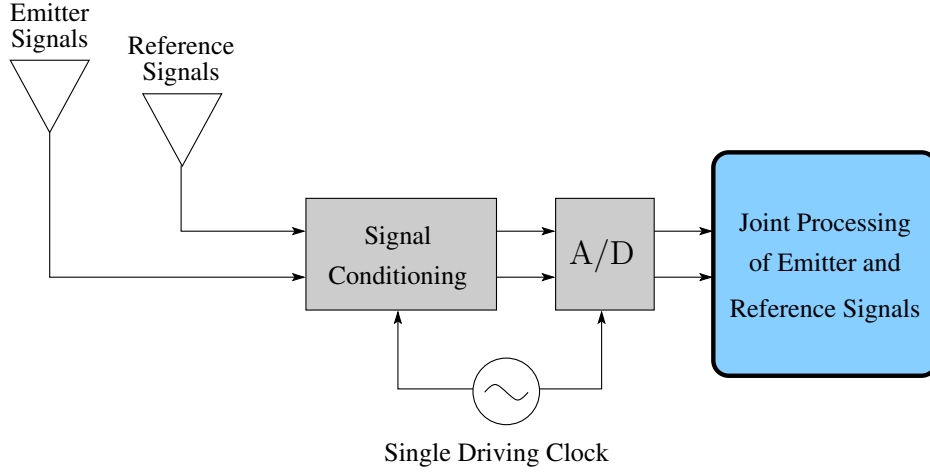 Emitter
Signals
Reference
Signals
Signal
Conditioning
A/D
Joint Processing
of Emitter and
Reference Signals
Single Driving Clock